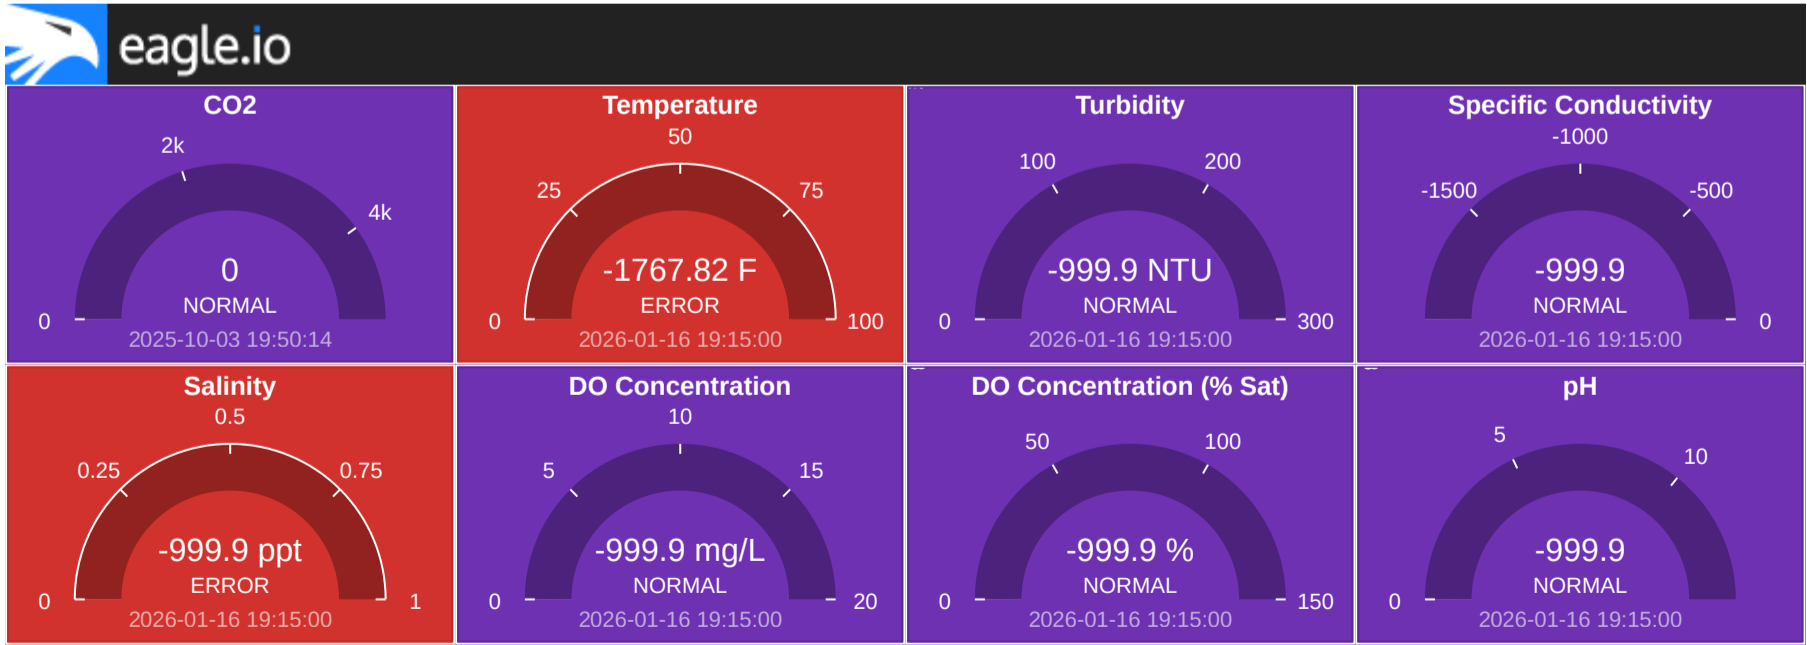 eagle.io
CO2
2k
4k
0
NORMAL
0
2025-10-03 19:50:14
Temperature
50
25
75
-1767.82 F
ERROR
0
100
2026-01-16 19:15:00
Turbidity
100
200
-999.9 NTU
NORMAL
0
300
2026-01-16 19:15:00
Specific Conductivity
-1000
-1500
-500
-999.9
NORMAL
0
2026-01-16 19:15:00
Salinity
0.5
0.25
0.75
-999.9 ppt
ERROR
0
1
2026-01-16 19:15:00
DO Concentration
10
5
15
-999.9 mg/L
NORMAL
0
20
2026-01-16 19:15:00
DO Concentration (% Sat)
50
100
-999.9 %
NORMAL
0
150
2026-01-16 19:15:00
pH
5
10
-999.9
NORMAL
0
2026-01-16 19:15:00